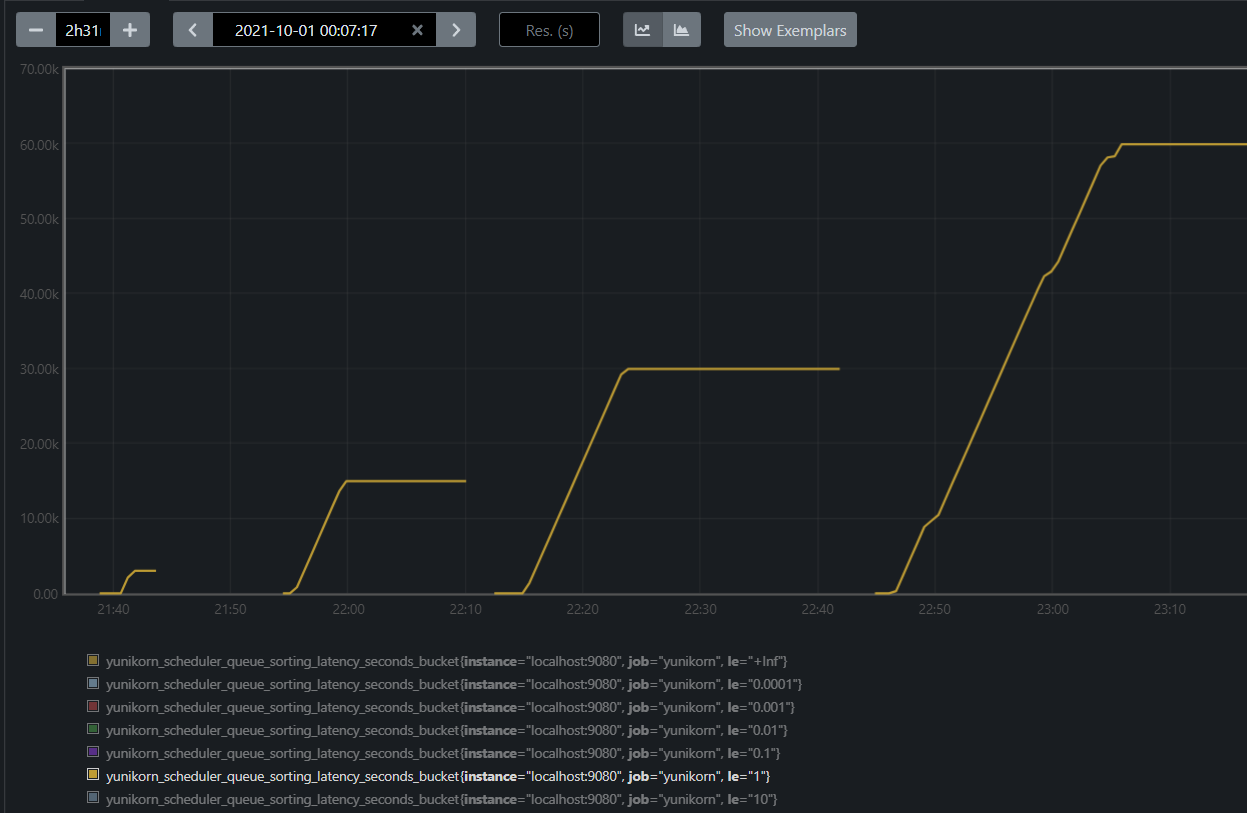 2h31
2021-10-01 00:07:17
Res. (s)
Show Exemplars
70.00k
60.00k
50.00k
40.00k
30.00k
20.00k
10.00k
0.00
21:40 21:50 22:00 22:10 22:20 22:30 22:40 22:50 23:00 23:10
yunikorn_scheduler_queue_sorting_latency_seconds_bucket{instance="localhost:9080", job="yunikorn", le="+Inf"}
yunikorn_scheduler_queue_sorting_latency_seconds_bucket{instance="localhost:9080", job="yunikorn", le="0.0001"}
yunikorn_scheduler_queue_sorting_latency_seconds_bucket{instance="localhost:9080", job="yunikorn", le="0.001"}
yunikorn_scheduler_queue_sorting_latency_seconds_bucket{instance="localhost:9080", job="yunikorn", le="0.01"}
yunikorn_scheduler_queue_sorting_latency_seconds_bucket{instance="localhost:9080", job="yunikorn", le="0.1"}
yunikorn_scheduler_queue_sorting_latency_seconds_bucket{instance="localhost:9080", job="yunikorn", le="1"}
yunikorn_scheduler_queue_sorting_latency_seconds_bucket{instance="localhost:9080", job="yunikorn", le="10"}